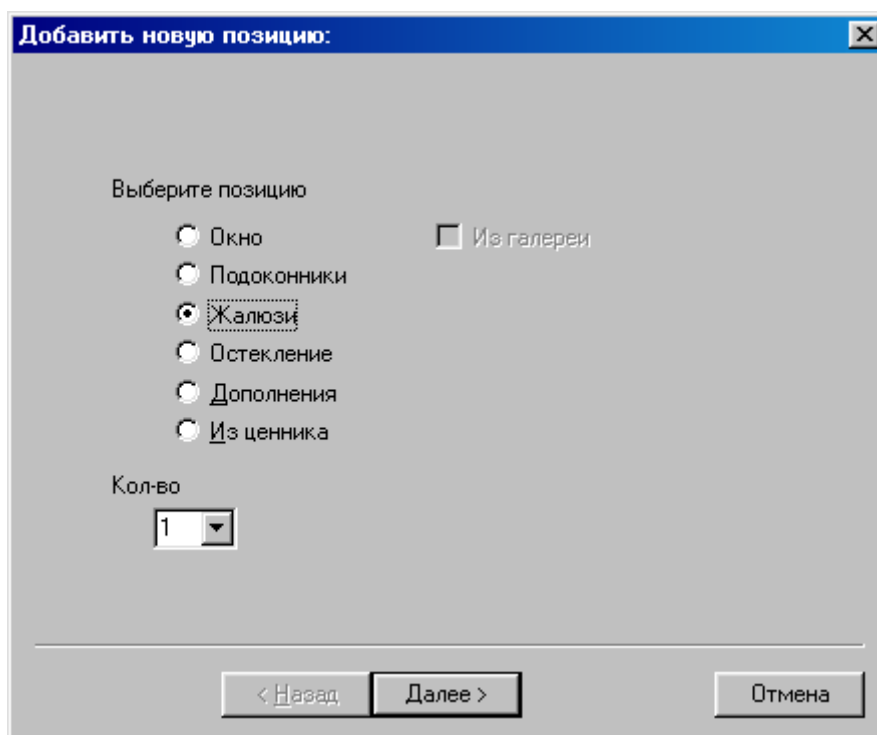 Добавить новую позицию:
Выберите позицию
Окно
Из галереи
Подоконники
Жалюзи
Остекление
Дополнения
Из ценника
Кол-во
1
< Назад
Далее >
Отмена